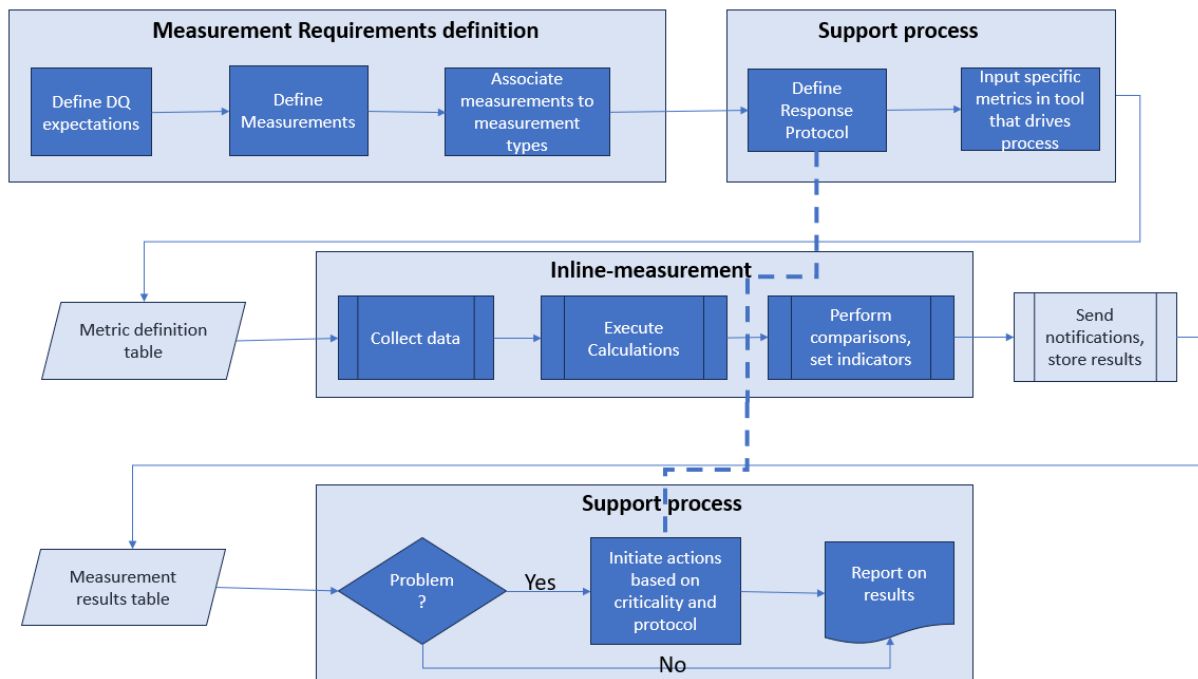 Measurement Requirements definition
Support process
Define DQ
expectations
Define
Measurements
Associate
measurements to
measurement
types
Define
Response
Protocol
Input specific
metrics in tool
that drives
process
Inline-measurement
Metric definition
table
Collect data
Execute
Calculations
Perform
comparisons,
set indicators
Send
notifications,
store results
Support process
Measurement
results table
Problem
?
Yes
Initiate actions
based on
criticality and
protocol
Report on
results
No